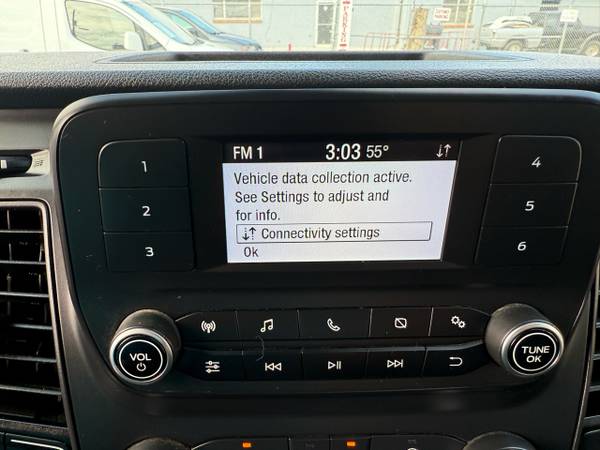 FM 1 3:03 55°
Vehicle data collection active.
See Settings to adjust and
for info.
Connectivity settings
Ok
1
2
3
4
5
6
VOL
TUNE
OK